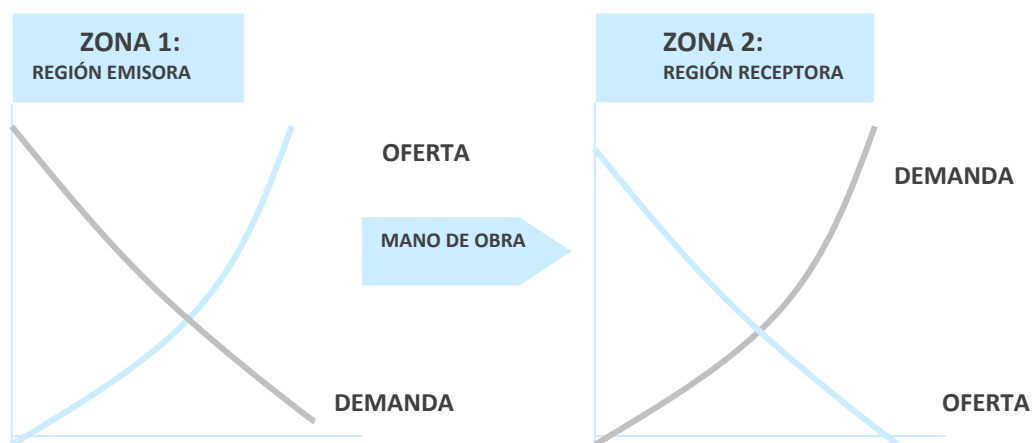 ZONA 1:
REGIÓN EMISORA
ZONA 2:
REGIÓN RECEPTORA
OFERTA
DEMANDA
MANO DE OBRA
DEMANDA
OFERTA